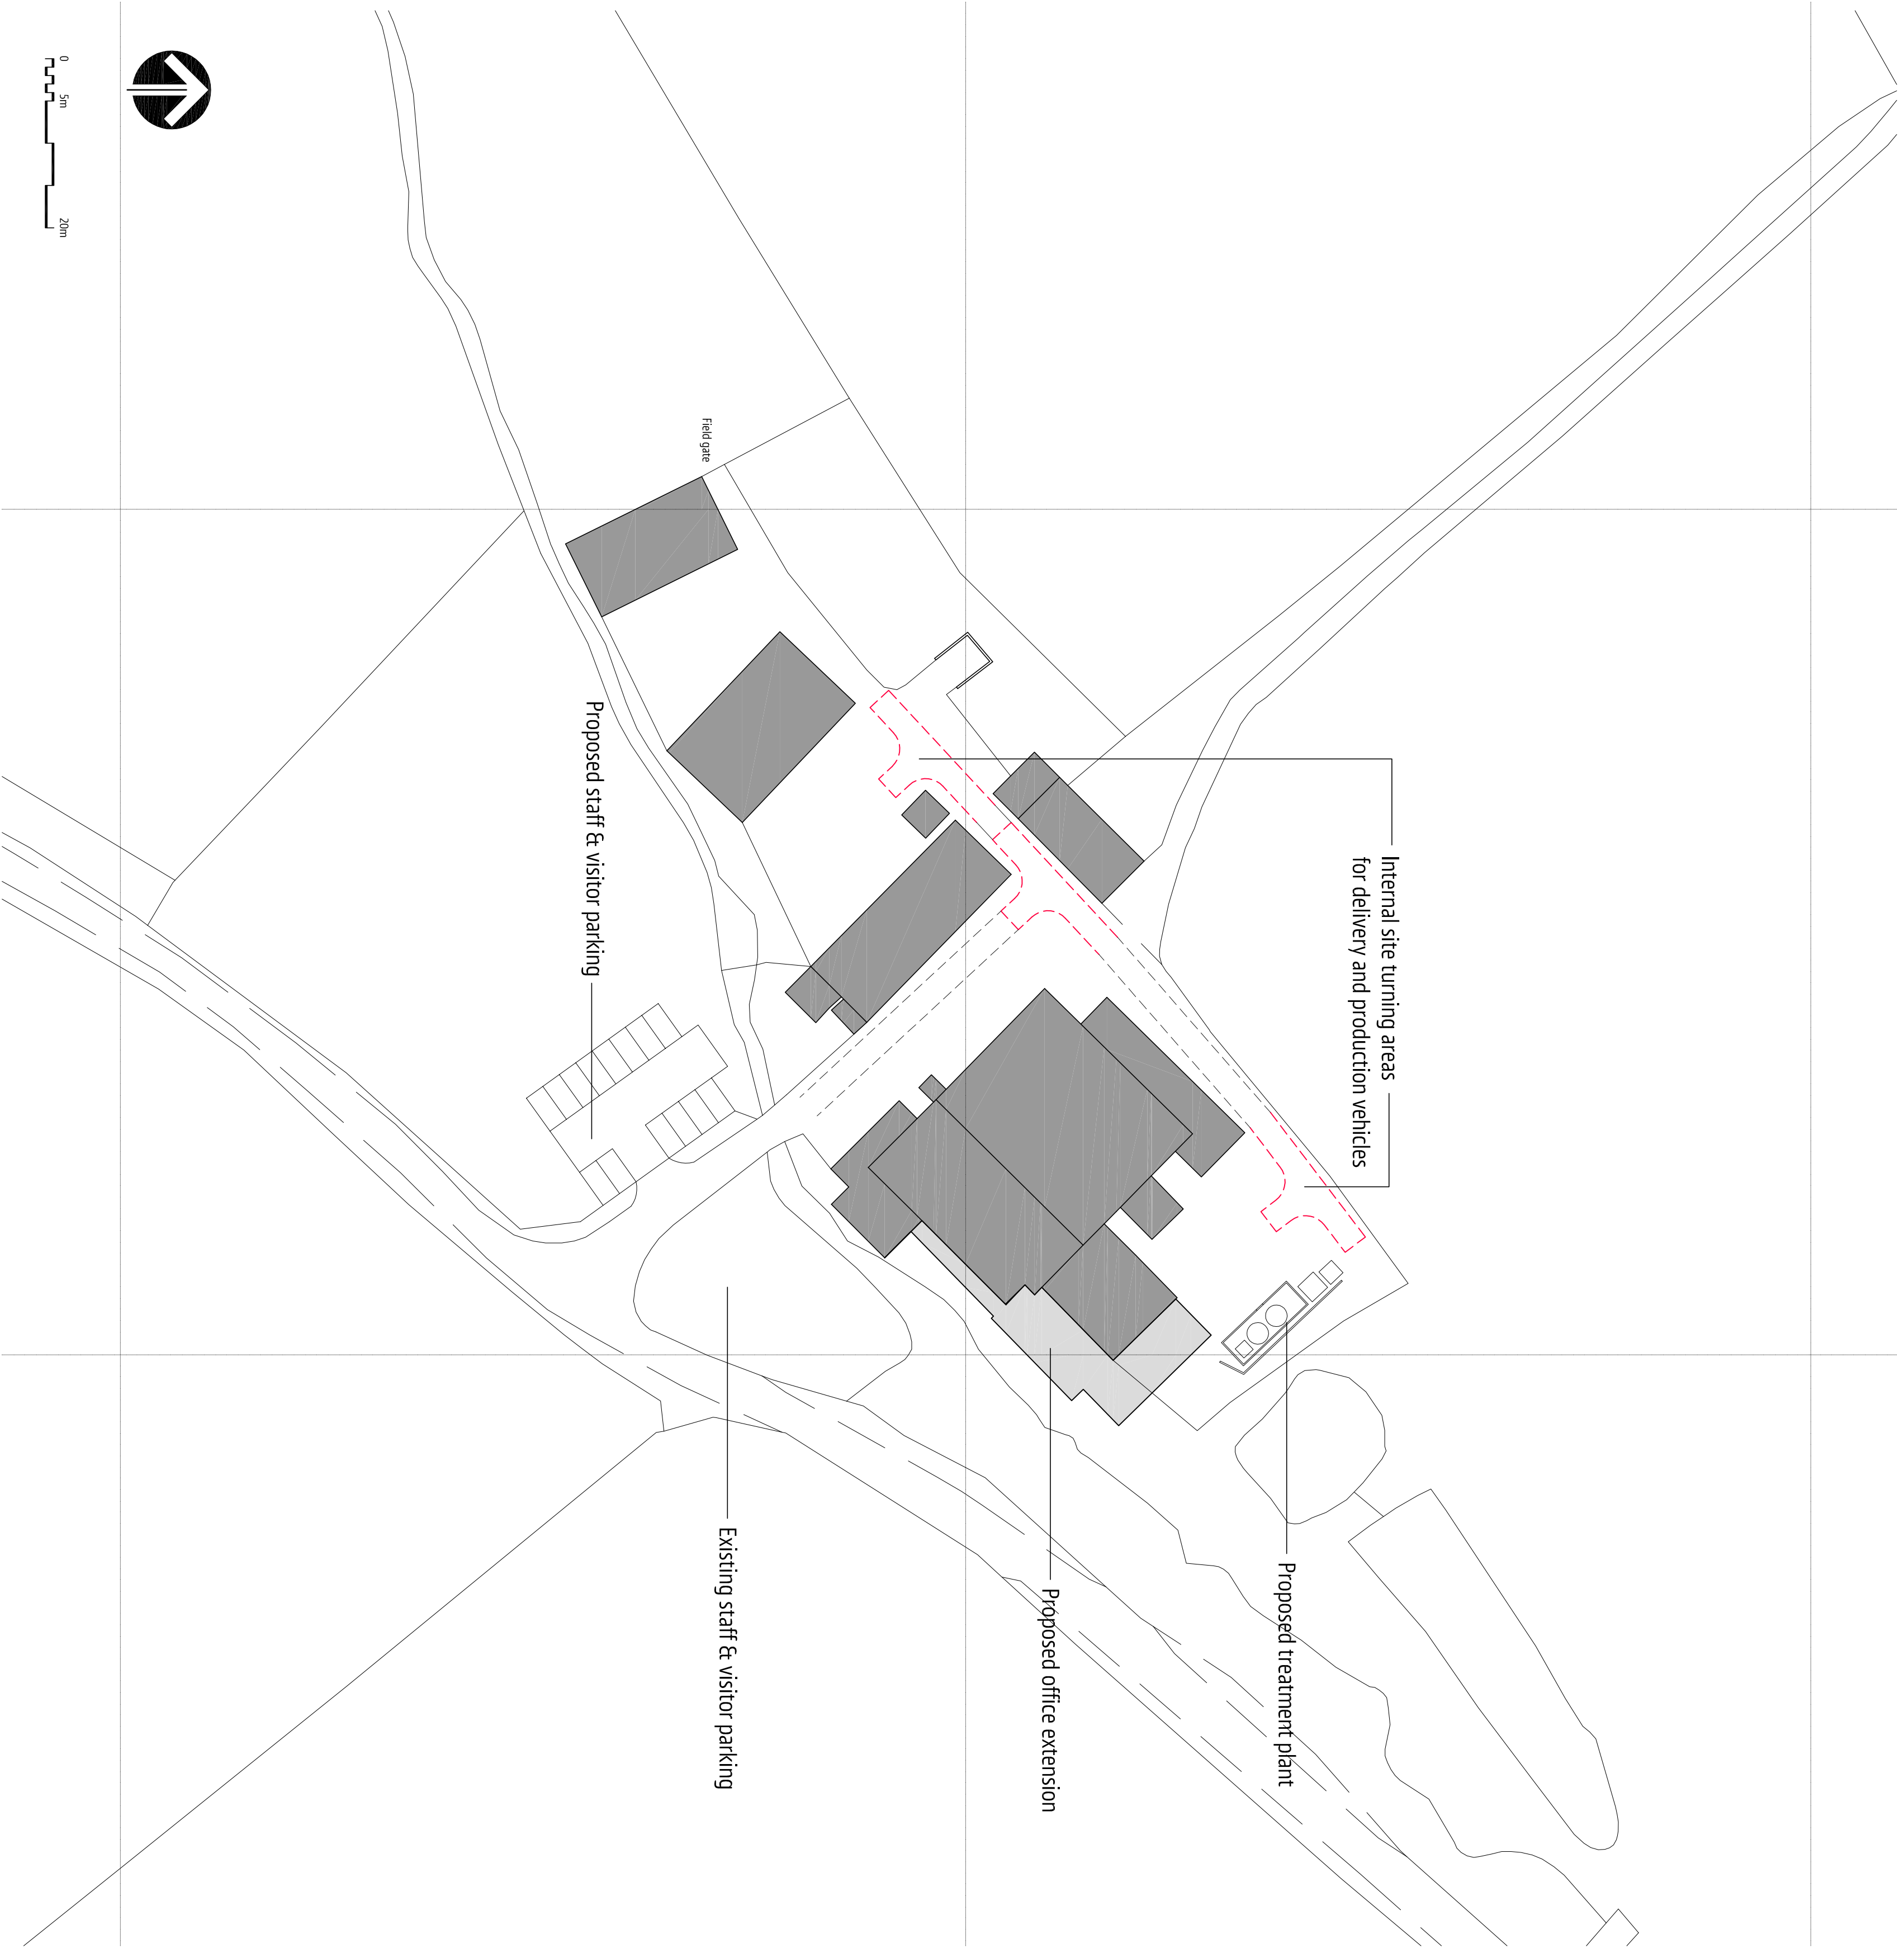 0
5m
20m
Field gate
Internal site turning areas
for delivery and production vehicles
Proposed staff & visitor parking
Proposed treatment plant
Proposed office extension
Existing staff & visitor parking